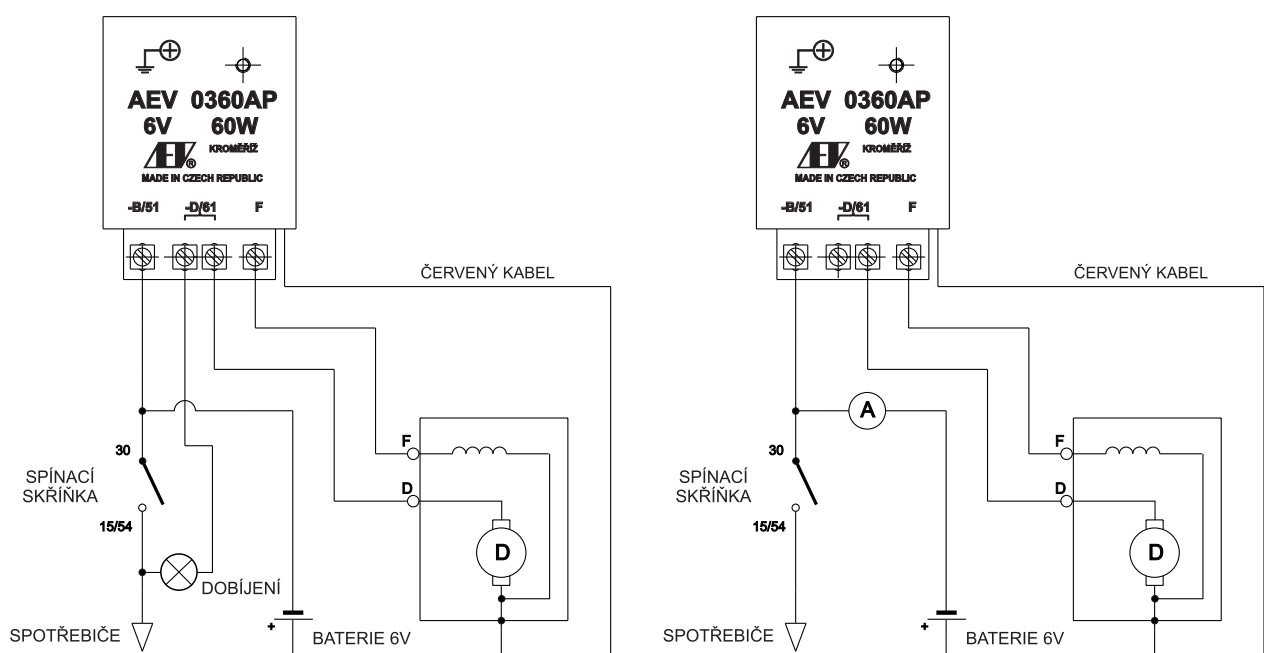 AEV 0360AP
6V 60W
AEV®
KROMĚŘÍŽ
MADE IN CZECH REPUBLIC
-B/51 -D/61 F
ČERVENÝ KABEL
F
30
SPÍNACÍ
SKŘÍŇKA
D
15/54
D
DOBÍJENÍ
SPOTŘEBIČE
+
BATERIE 6V
AEV 0360AP
6V 60W
AEV®
KROMĚŘÍŽ
MADE IN CZECH REPUBLIC
-B/51 -D/61 F
ČERVENÝ KABEL
A
F
30
SPÍNACÍ
SKŘÍŇKA
D
15/54
D
SPOTŘEBIČE
+
BATERIE 6V